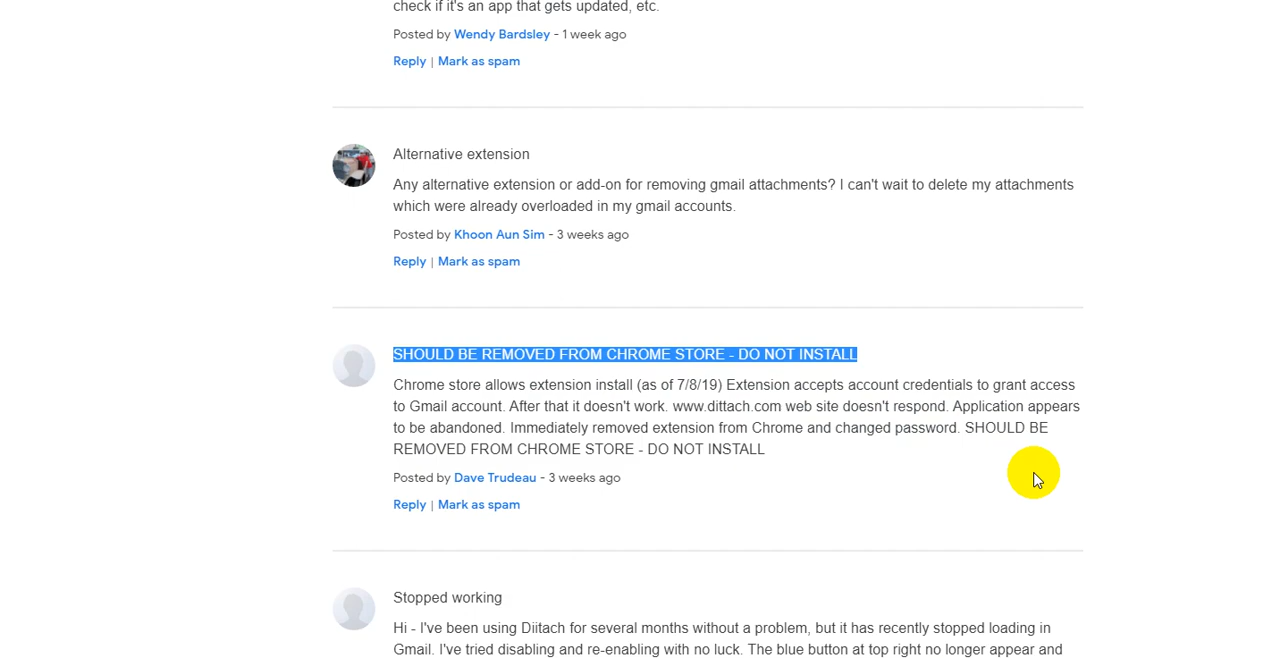 check if it's an app that gets updated, etc.
Posted by Wendy Bardsley - 1 week ago
Reply | Mark as spam
Alternative extension
Any alternative extension or add-on for removing gmail attachments? I can't wait to delete my attachments
which were already overloaded in my gmail accounts.
Posted by Khoon Aun Sim - 3 weeks ago
Reply | Mark as spam
SHOULD BE REMOVED FROM CHROME STORE - DO NOT INSTALL
Chrome store allows extension install (as of 7/8/19) Extension accepts account credentials to grant access
to Gmail account. After that it doesn't work. www.dittach.com web site doesn't respond. Application appears
to be abandoned. Immediately removed extension from Chrome and changed password. SHOULD BE
REMOVED FROM CHROME STORE - DO NOT INSTALL
Posted by Dave Trudeau - 3 weeks ago
Reply | Mark as spam
Stopped working
Hi - I've been using Diitach for several months without a problem, but it has recently stopped loading in
Gmail. I've tried disabling and re-enabling with no luck. The blue button at top right no longer appear and